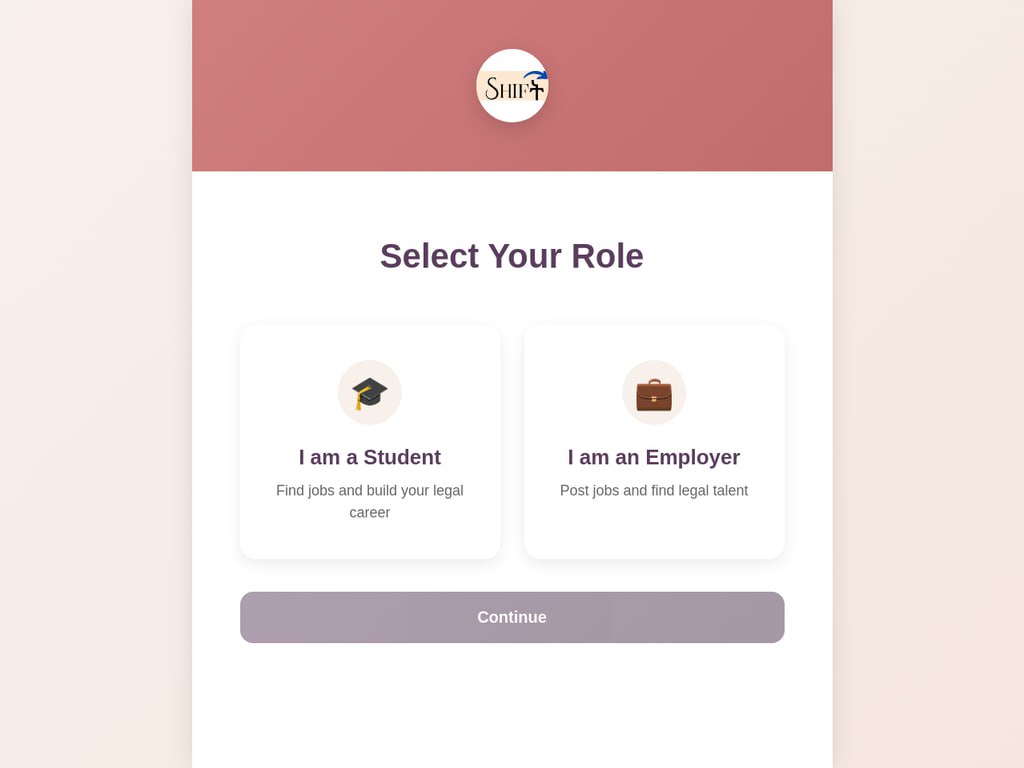 SHIFT
Select Your Role
I am a Student
Find jobs and build your legal
career
I am an Employer
Post jobs and find legal talent
Continue